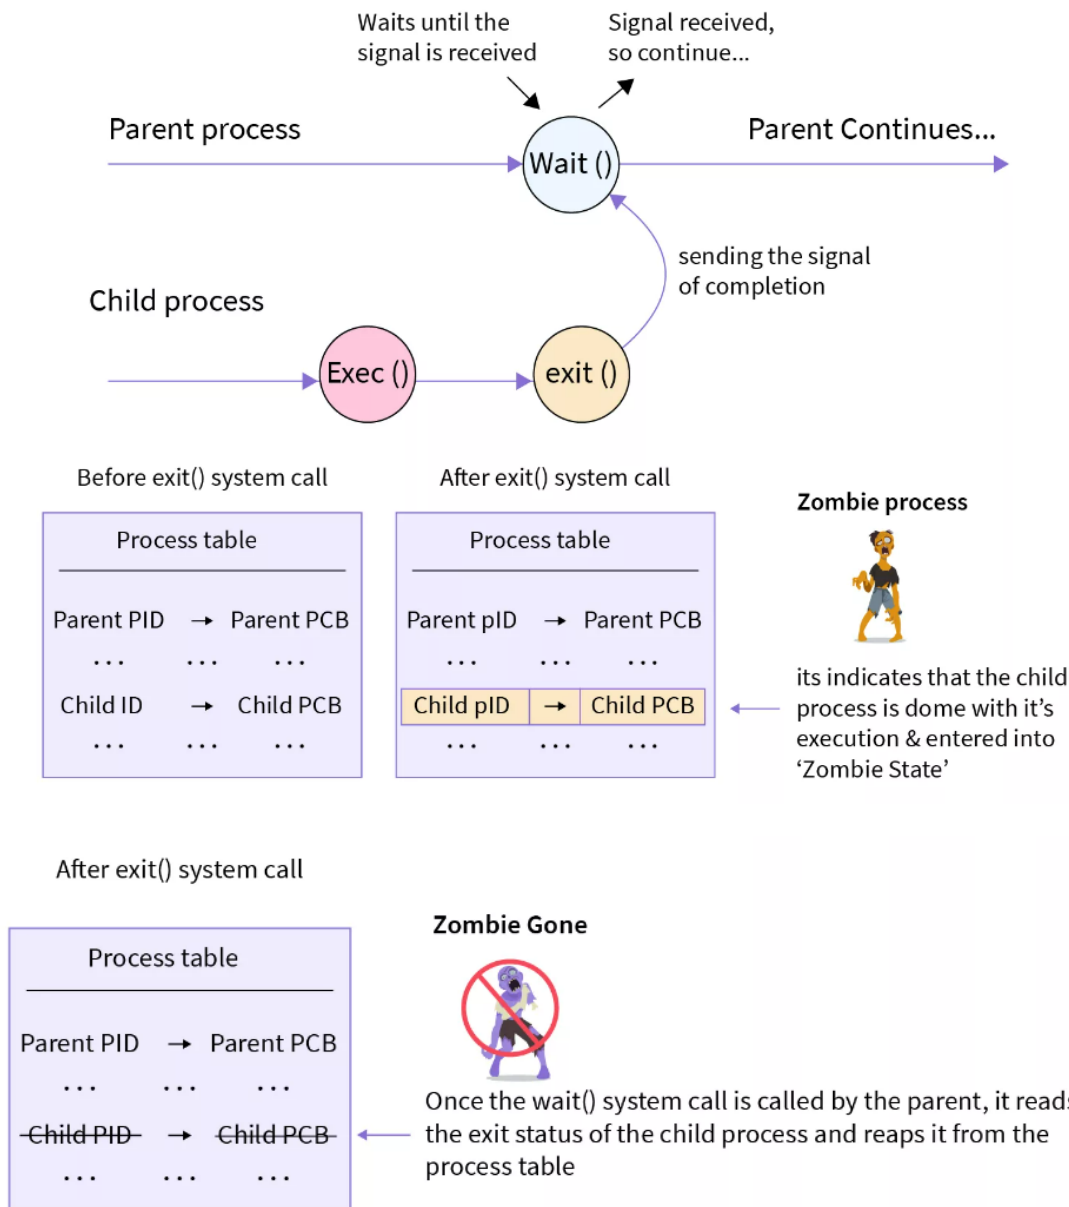 Waits until the
signal is received
Signal received,
so continue...
Parent process
Wait ()
Parent Continues...
sending the signal
of completion
Child process
Exec ()
exit ()
Before exit() system call
Process table
Parent PID → Parent PCB
... ... ...
Child ID → Child PCB
... ... ...
After exit() system call
Process table
Parent pID → Parent PCB
... ... ...
Child pID → Child PCB
... ... ...
Zombie process
its indicates that the child
process is dome with it's
execution & entered into
‘Zombie State’
After exit() system call
Process table
Parent PID → Parent PCB
... ... ...
Child PID → Child PCB
... ... ...
Zombie Gone
Once the wait() system call is called by the parent, it reads
the exit status of the child process and reaps it from the
process table